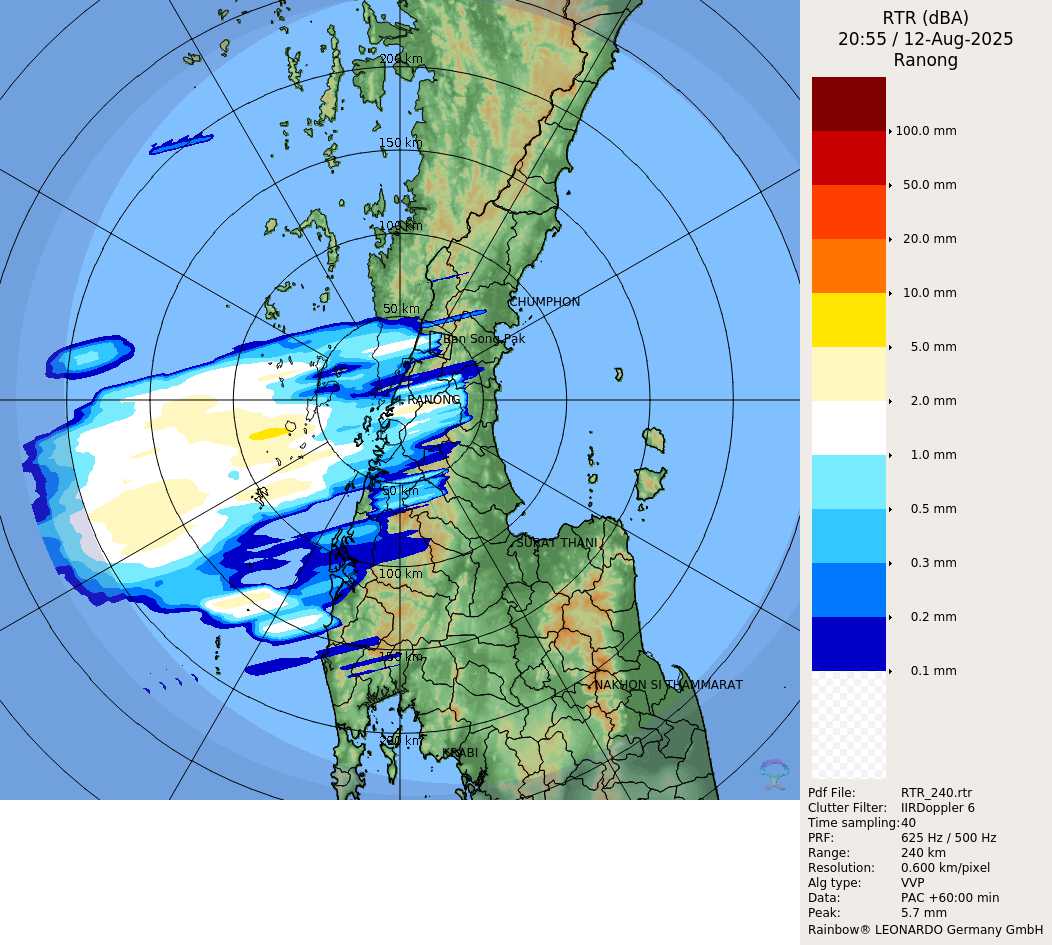 RTR (dBA)
20:55 / 12-Aug-2025
Ranong
200 km
150 km
100 km
50 km
CHUMPHON
Ban Song Pak
RANONG
50 km
SURAT THANI
100 km
150 km
NAKHON SI THAMMARAT
200 km
KRABI
100.0 mm
50.0 mm
20.0 mm
10.0 mm
5.0 mm
2.0 mm
1.0 mm
0.5 mm
0.3 mm
0.2 mm
0.1 mm
Pdf File: RTR_240.rtr
Clutter Filter: IIRDoppler 6
Time sampling:40
PRF: 625 Hz / 500 Hz
Range: 240 km
Resolution: 0.600 km/pixel
Alg type: VVP
Data: PAC +60:00 min
Peak: 5.7 mm
Rainbow® LEONARDO Germany GmbH